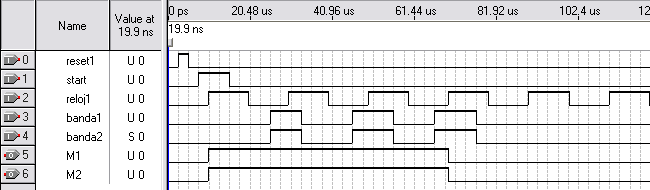 Name Value at 19.9 ns 0 ps 20.48 us 40.96 us 61.44 us 81.92 us 102.4 us 12
19.9 ns
0 reset1 U 0
1 start U 0
2 reloj1 U 0
3 banda1 U 0
4 banda2 S 0
5 M1 U 0
6 M2 U 0